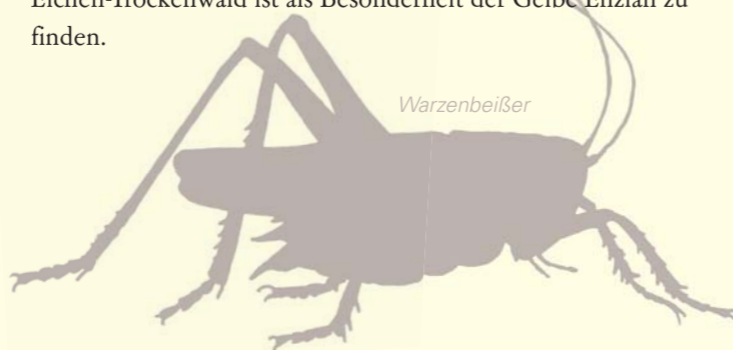 Eichen-Trockenwald ist als Besonderheit der Gelbe Enzian zu
finden.
Warzenbeißer